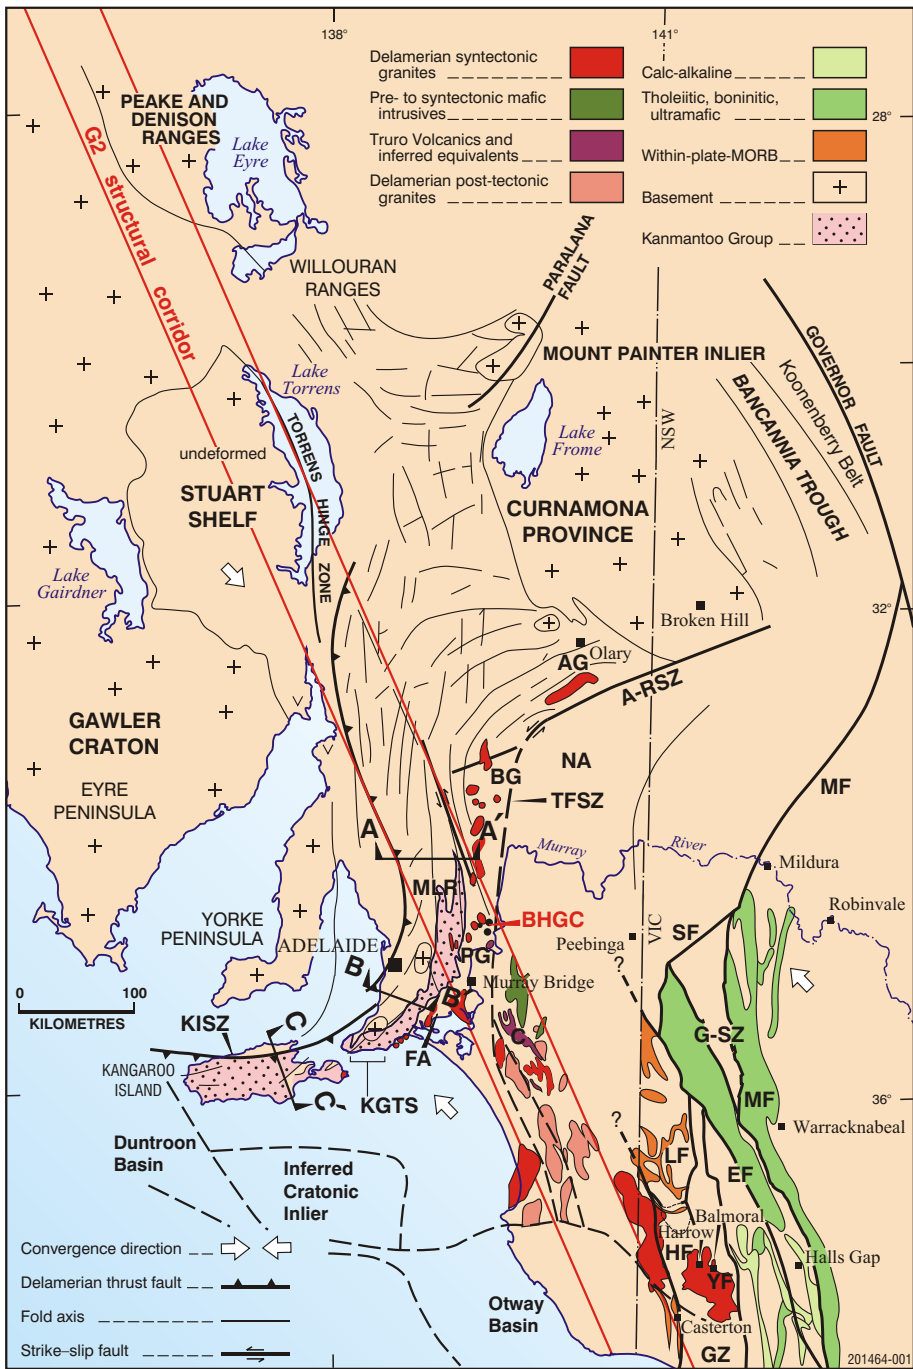 138°
141°
28°
32°
36°
Delamerian syntectonic
granites
Pre- to syntectonic mafic
intrusives
Truro Volcanics and
inferred equivalents
Delamerian post-tectonic
granites
Calc-alkaline
Tholeiitic, boninitic,
ultramafic
Within-plate-MORB
Basement
Kanmantoo Group
PEAKE AND
DENISON
RANGES
Lake
Eyre
G2 structural corridor
WILLOURAN
RANGES
PARALANA
FAULT
MOUNT PAINTER INLIER
GOVERNOR FAULT
Koonenberry Belt
BANCANNIA TROUGH
Lake
Torrens
TORRENS HINGE ZONE
undeformed
STUART
SHELF
Lake
Frome
NSW
CURNAMONA
PROVINCE
Lake
Gairdner
Broken Hill
Olary
AG
A-RSZ
GAWLER
CRATON
EYRE
PENINSULA
BG
NA
TFSZ
MF
A
A'
Murray River
Mildura
MLR
BHGC
Robinvale
YORKE
PENINSULA
ADELAIDE
PG
Peebinga
VIC
SF
?
Murray Bridge
B
B'
0 100
KILOMETRES
KISZ
C
FA
C
G-SZ
KANGAROO
ISLAND
KGTS
C'
MF
Warracknabeal
?
Duntroon
Basin
Inferred
Cratonic
Inlier
LF
EF
Balmoral
Harrow
HF
YF
Halls Gap
Otway
Basin
Casterton
GZ
Convergence direction
Delamerian thrust fault
Fold axis
Strike–slip fault
201464-001